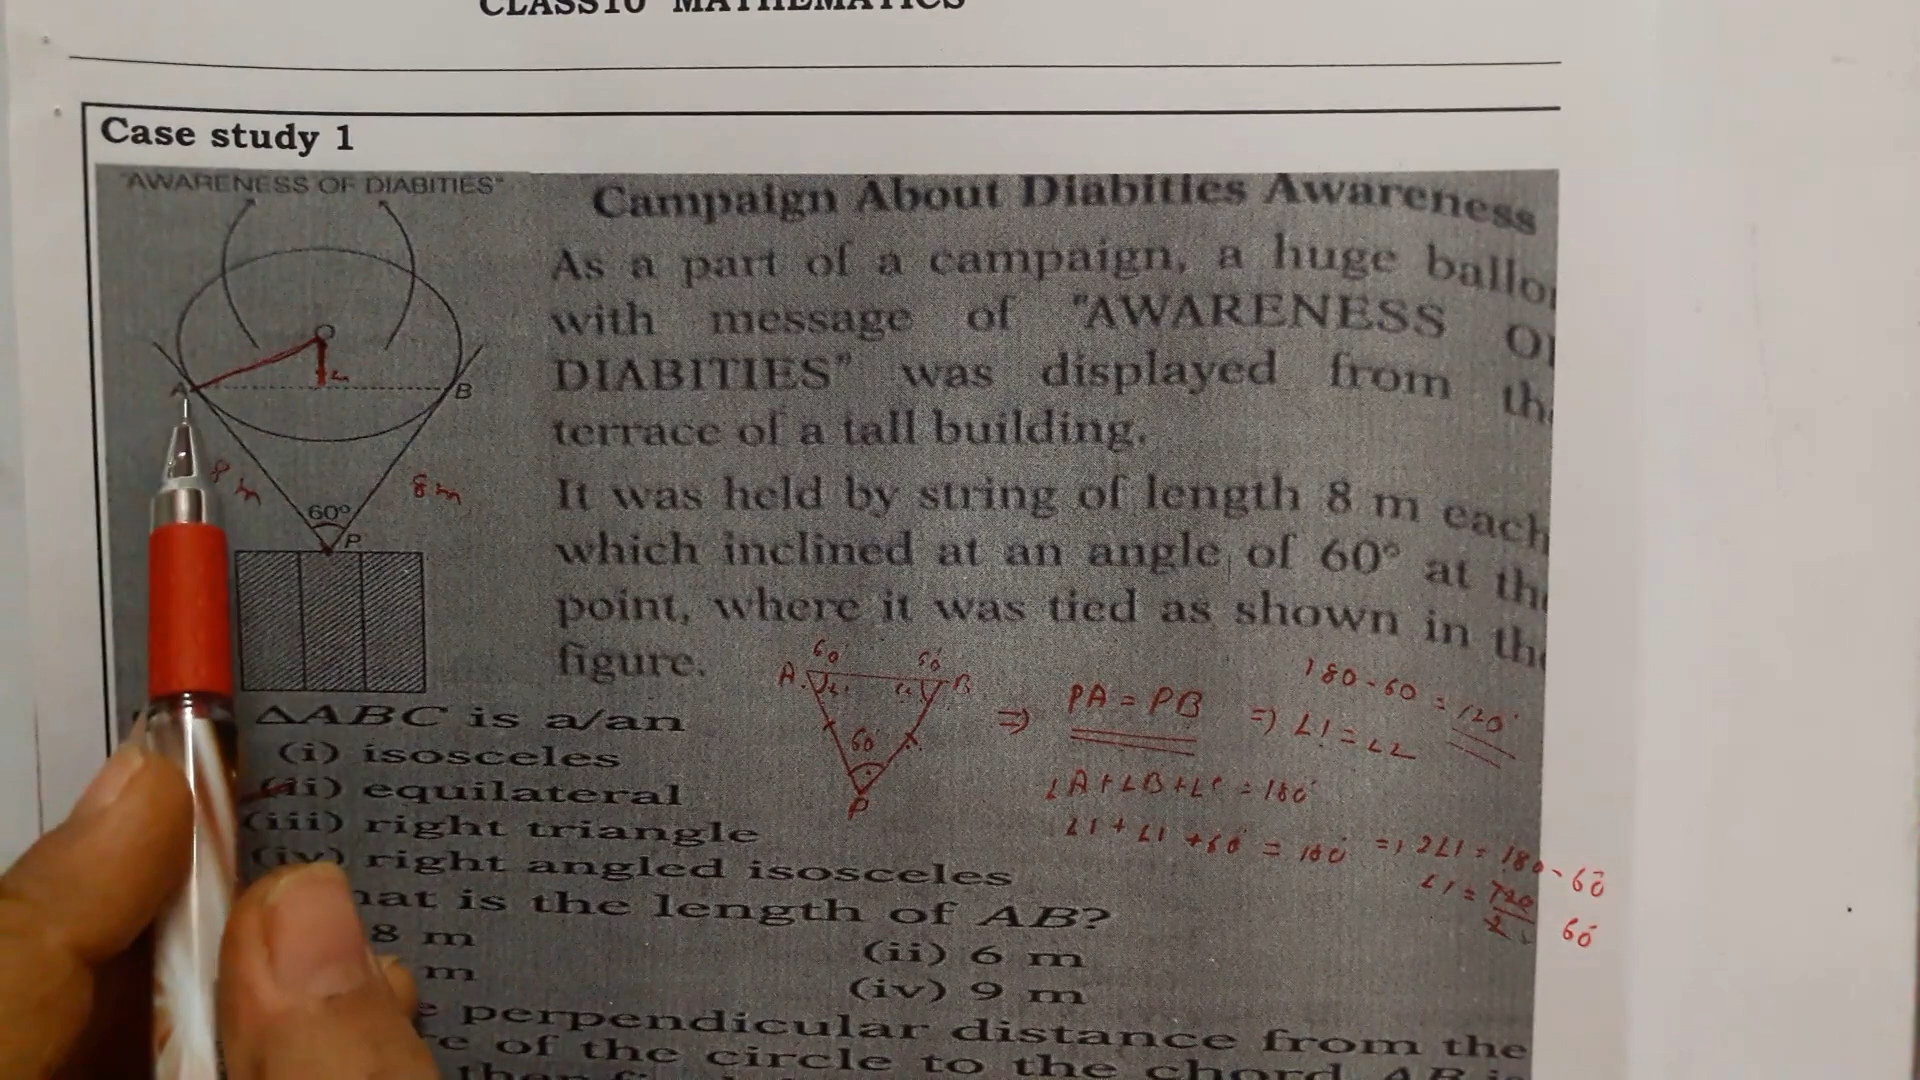 CLASS10 MATHEMATICS
Case study 1
"AWARENESS OF DIABITIES"
O
A
B
8 m
8 m
60°
P
Campaign About Diabities Awareness
As a part of a campaign, a huge
with message of "AWARENESS
DIABITIES" was displayed from
terrace of a tall building.
It was held by string of length 8 m each
which inclined at an angle of 60° at
point, where it was tied as shown in
figure.
A 60° 60° B
60°
P
⇒ PA = PB ⇒ ∠1 = ∠2
180 - 60 = 120°
∠A + ∠B + = 180°
∠1 + ∠1 + 60 = 180 ⇒ 2∠1 = 180 - 60
∠1 = 120
2
60
ΔABC is a/an
(i) isosceles
(ii) equilateral
(iii) right triangle
(iv) right angled isosceles
is the length of AB?
8 m
(ii) 6 m
m
(iv) 9 m
perpendicular distance from the
of the circle to the chord AB